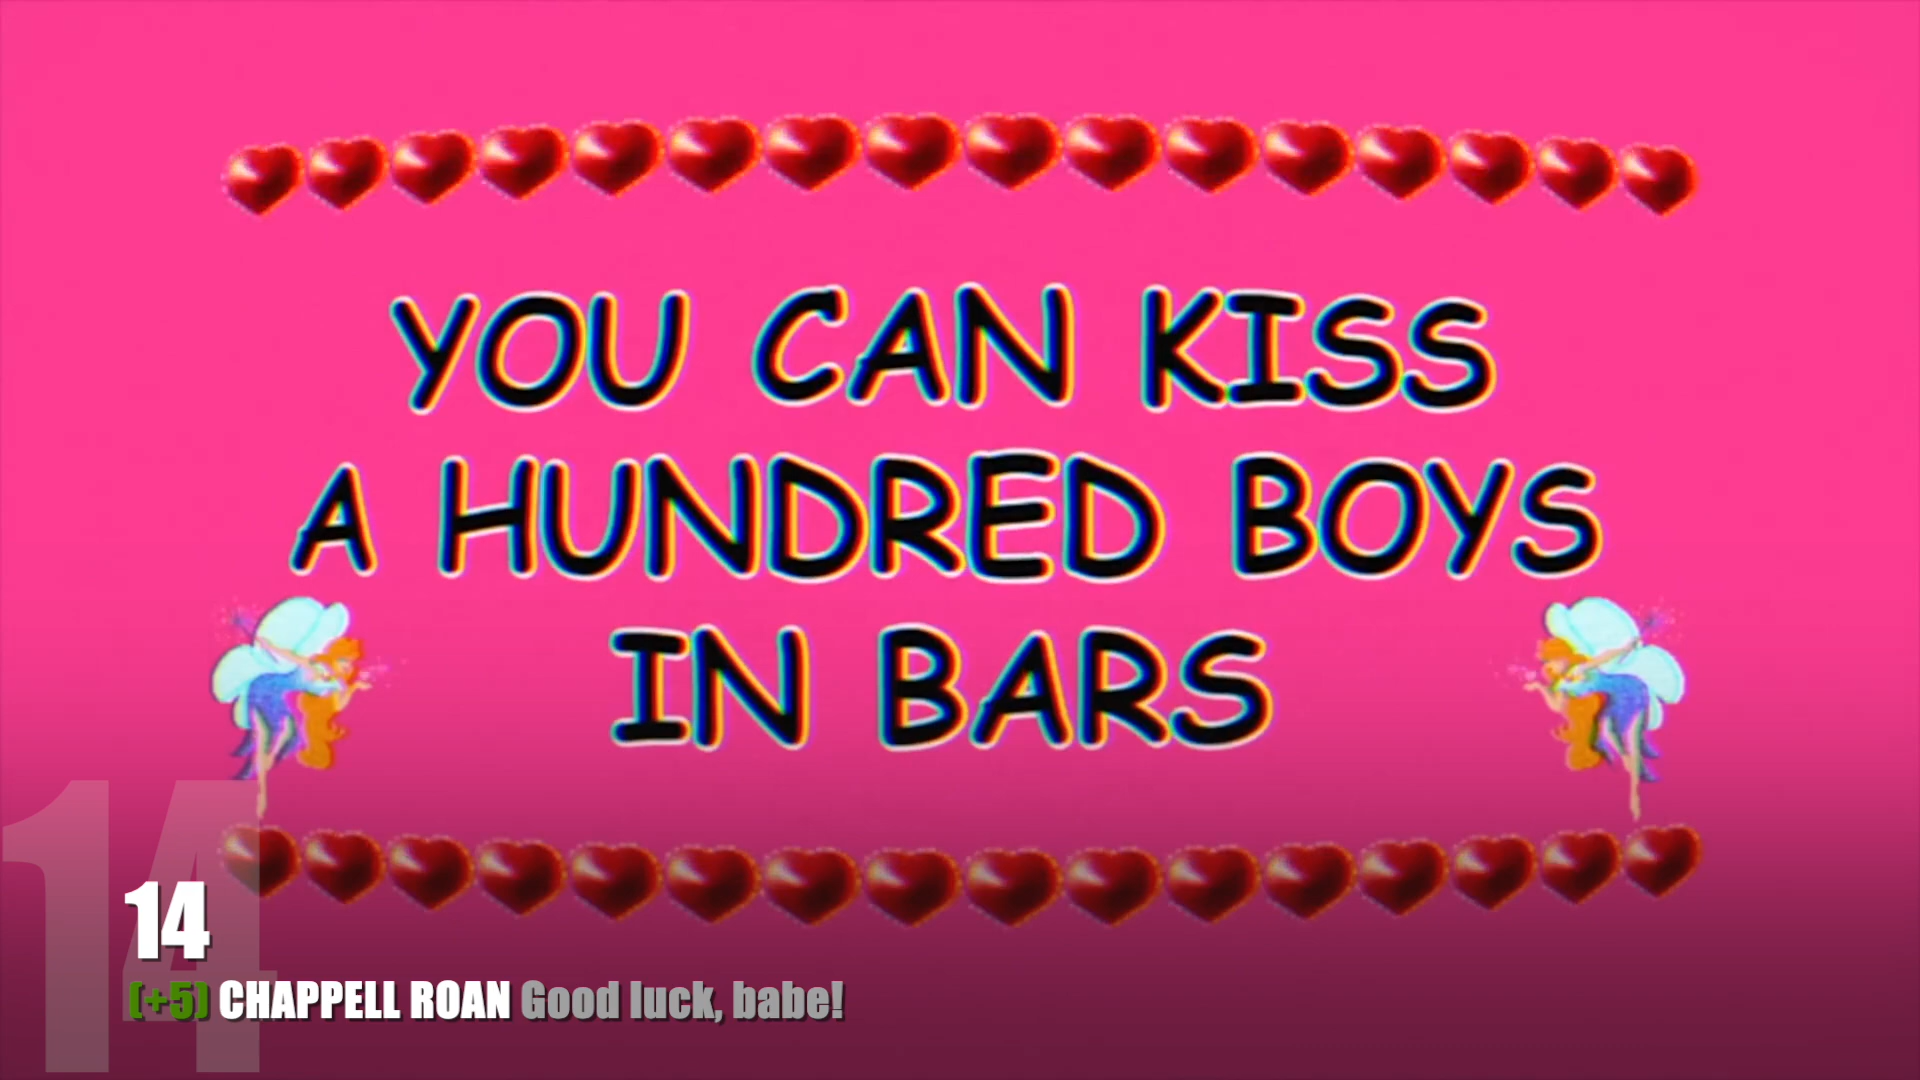 YOU CAN KISS
A HUNDRED BOYS
IN BARS
14
14
(+5) CHAPPELL ROAN Good luck, babe!